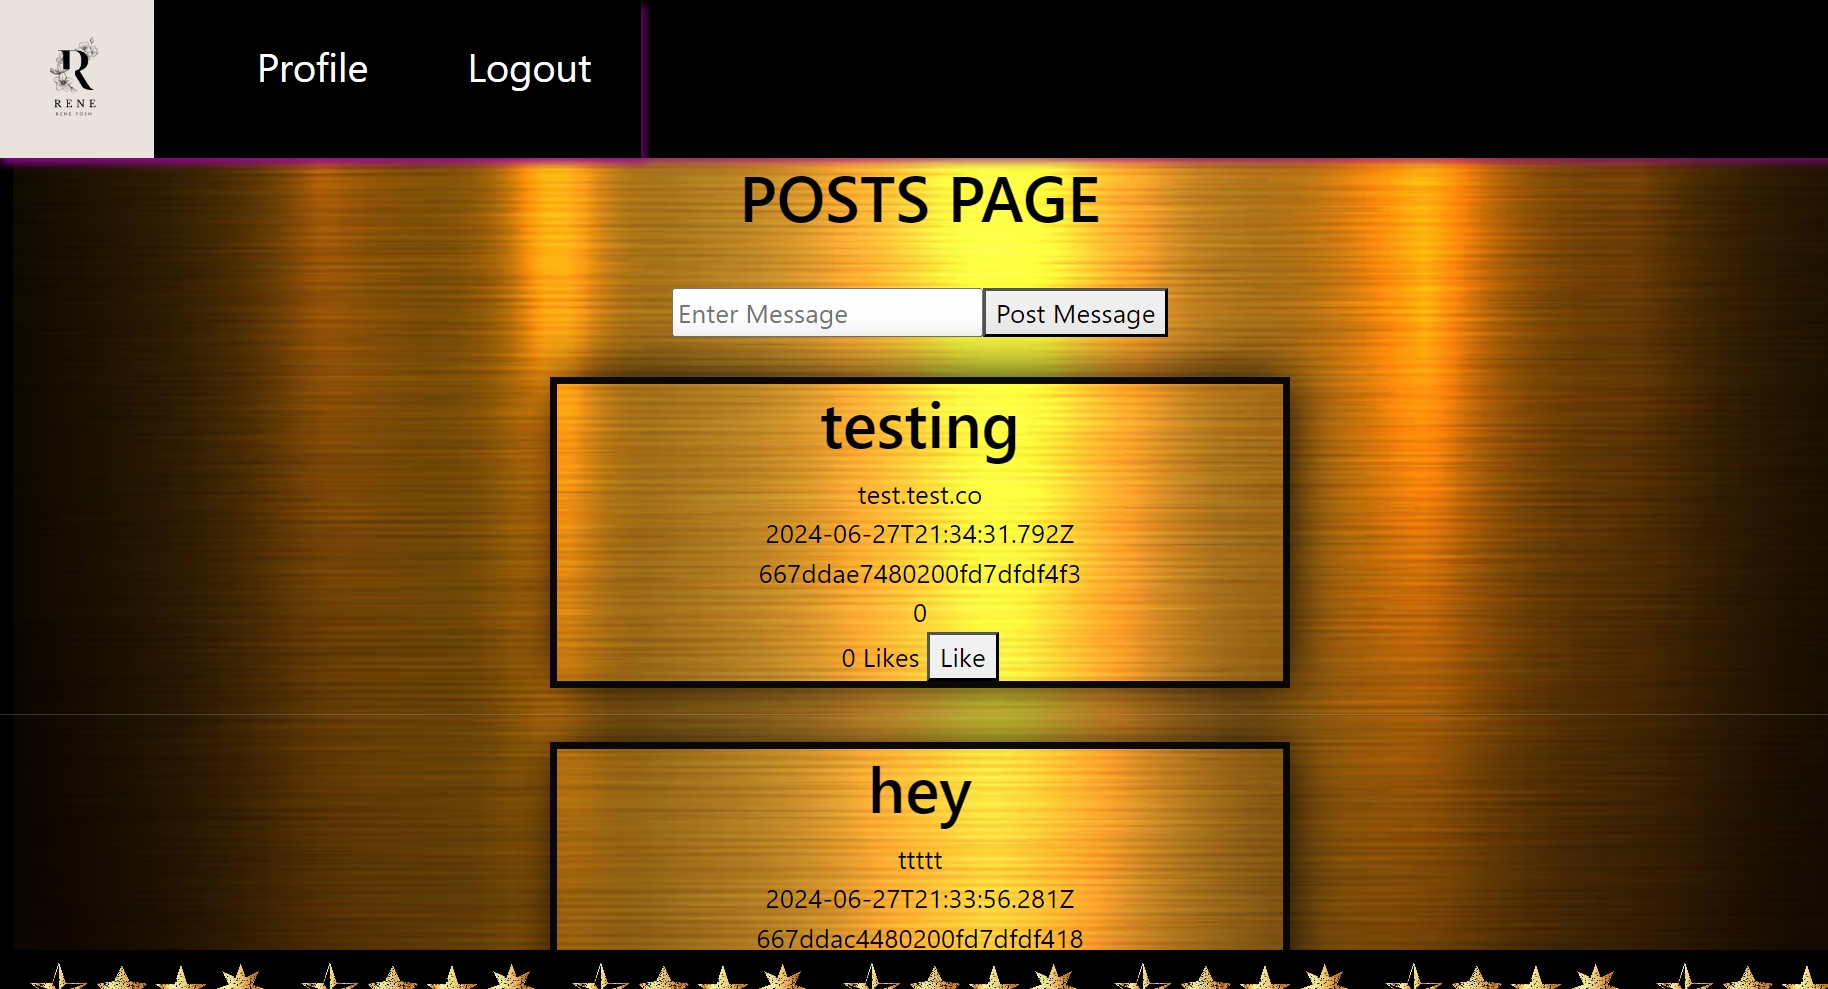 R
RENE
RENE POSH
Profile
Logout
POSTS PAGE
Enter Message
Post Message
testing
test.test.co
2024-06-27T21:34:31.792Z
667ddae7480200fd7dfdf4f3
0
0 Likes Like
hey
ttttt
2024-06-27T21:33:56.281Z
667ddac4480200fd7dfdf418